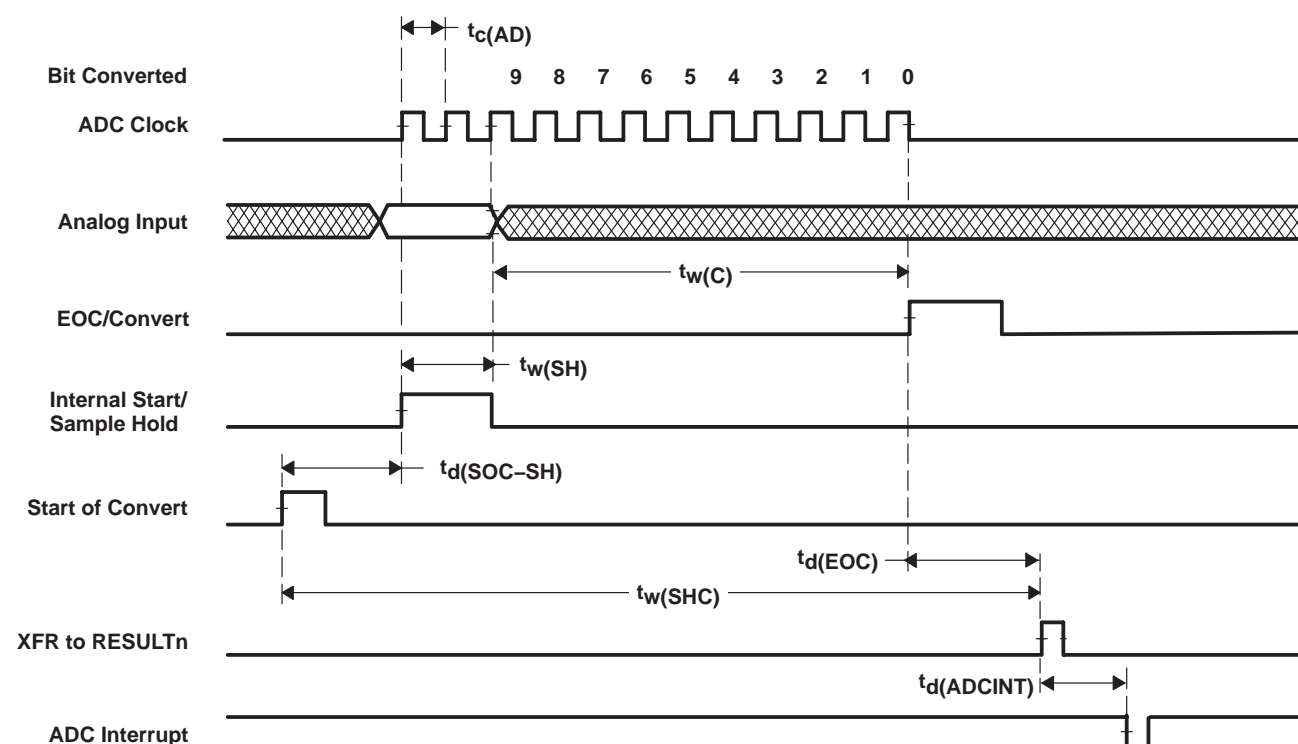 tc(AD)
Bit Converted 9 8 7 6 5 4 3 2 1 0
ADC Clock
Analog Input
tw(C)
EOC/Convert
tw(SH)
Internal Start/
Sample Hold
td(SOC–SH)
Start of Convert
td(EOC)
tw(SHC)
XFR to RESULTn
td(ADCINT)
ADC Interrupt